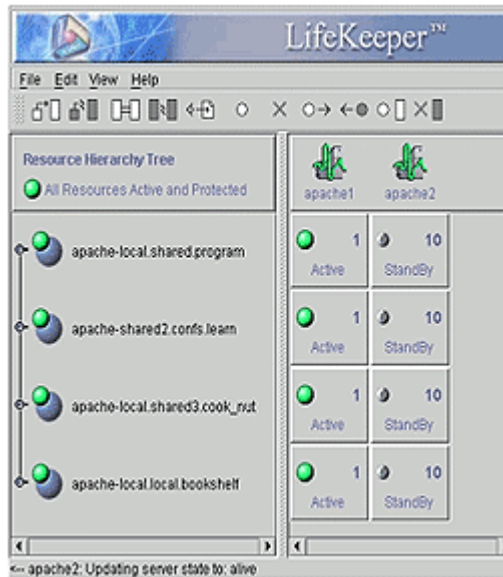 LifeKeeper™
File Edit View Help
Resource Hierarchy Tree
All Resources Active and Protected
apache1 apache2
apache-local.shared.program
1 10
Active StandBy
apache-shared2.confs.learn
1 10
Active StandBy
apache-local.shared3.cook_nut
1 10
Active StandBy
apache-local.local.bookshelf
1 10
Active StandBy
<-- apache2: Updating server state to: alive